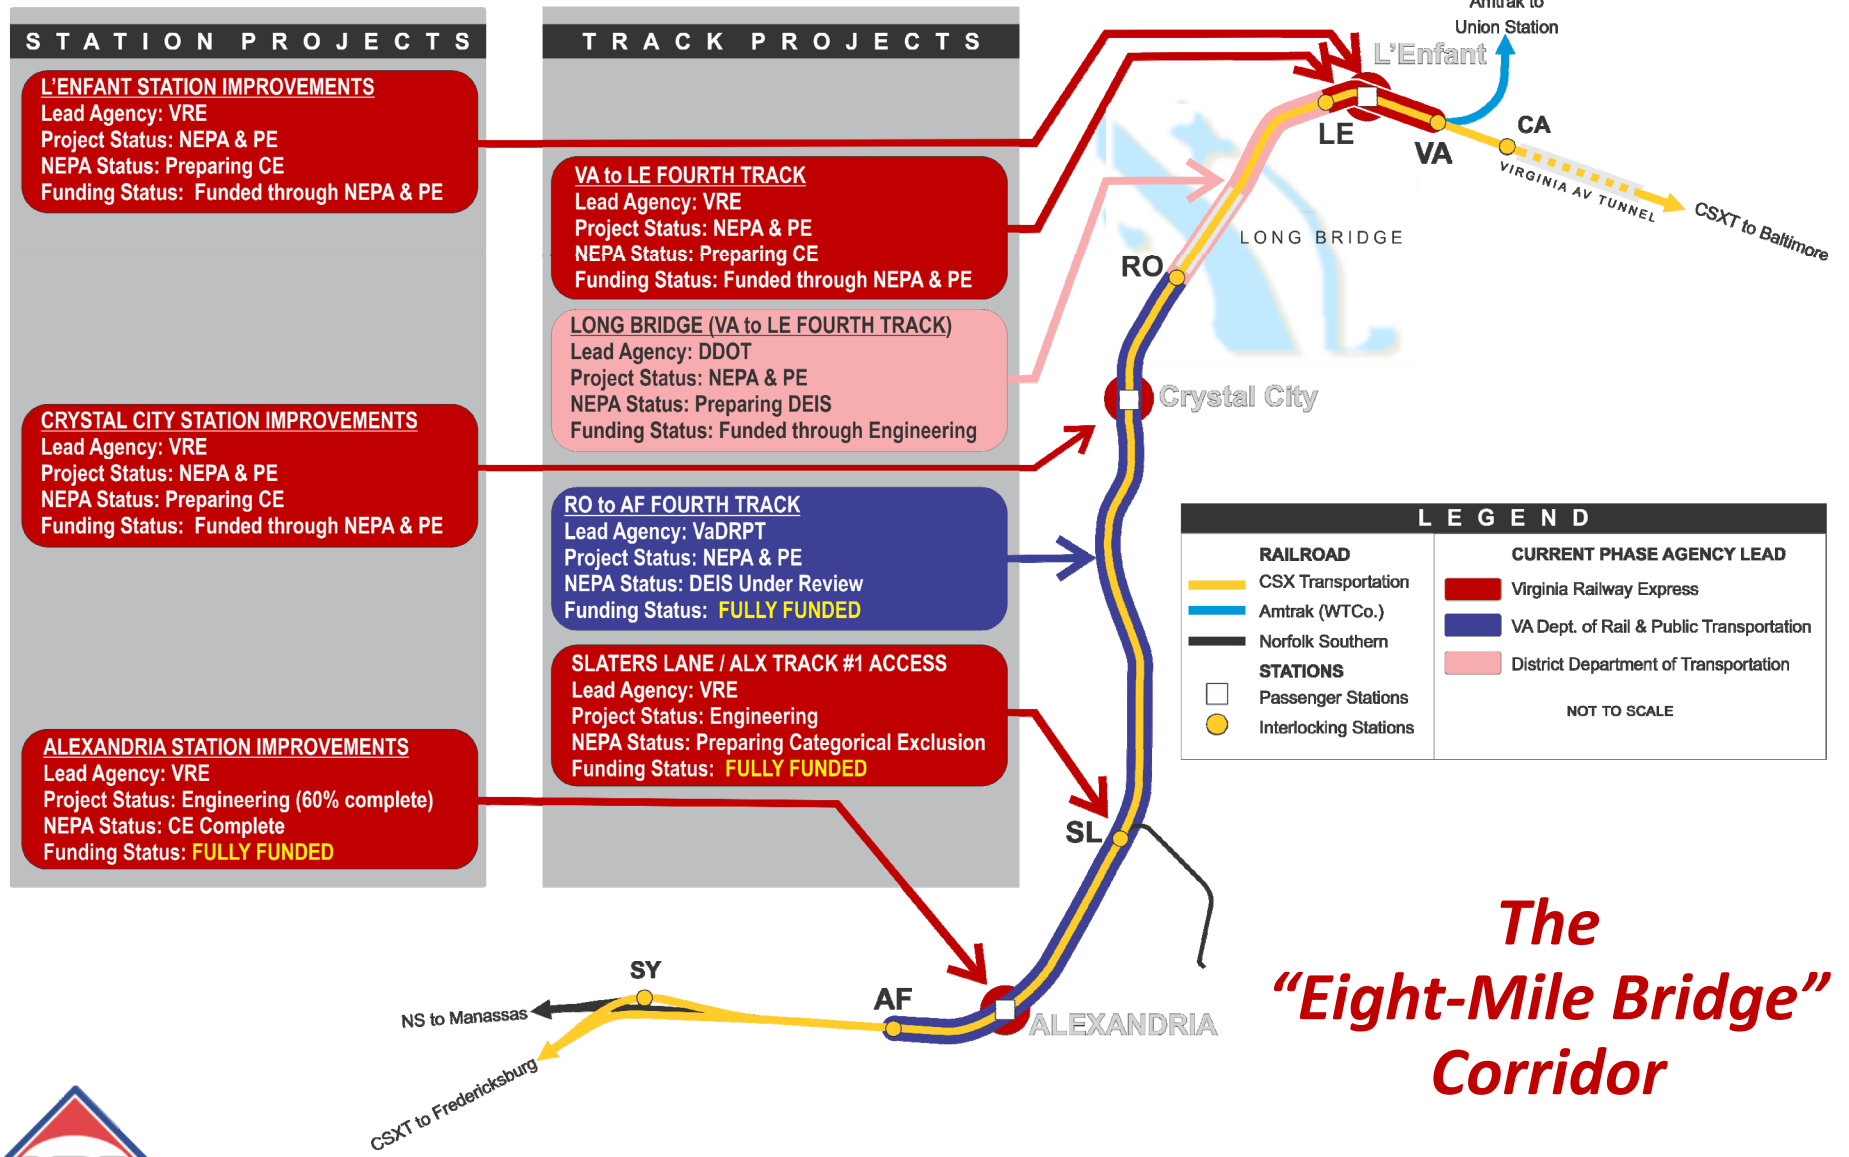 STATION PROJECTS
L'ENFANT STATION IMPROVEMENTS
Lead Agency: VRE
Project Status: NEPA & PE
NEPA Status: Preparing CE
Funding Status: Funded through NEPA & PE
CRYSTAL CITY STATION IMPROVEMENTS
Lead Agency: VRE
Project Status: NEPA & PE
NEPA Status: Preparing CE
Funding Status: Funded through NEPA & PE
ALEXANDRIA STATION IMPROVEMENTS
Lead Agency: VRE
Project Status: Engineering (60% complete)
NEPA Status: CE Complete
Funding Status: FULLY FUNDED
TRACK PROJECTS
VA to LE FOURTH TRACK
Lead Agency: VRE
Project Status: NEPA & PE
NEPA Status: Preparing CE
Funding Status: Funded through NEPA & PE
LONG BRIDGE (VA to LE FOURTH TRACK)
Lead Agency: DDOT
Project Status: NEPA & PE
NEPA Status: Preparing DEIS
Funding Status: Funded through Engineering
RO to AF FOURTH TRACK
Lead Agency: VaDRPT
Project Status: NEPA & PE
NEPA Status: DEIS Under Review
Funding Status: FULLY FUNDED
SLATERS LANE / ALX TRACK #1 ACCESS
Lead Agency: VRE
Project Status: Engineering
NEPA Status: Preparing Categorical Exclusion
Funding Status: FULLY FUNDED
Amtrak to
Union Station
L'Enfant
LE
VA
CA
VIRGINIA AV TUNNEL
CSXT to Baltimore
LONG BRIDGE
RO
Crystal City
SL
ALEXANDRIA
AF
SY
NS to Manassas
CSXT to Fredericksburg
LEGEND
RAILROAD
CSX Transportation
Amtrak (WTCo.)
Norfolk Southern
STATIONS
Passenger Stations
Interlocking Stations
CURRENT PHASE AGENCY LEAD
Virginia Railway Express
VA Dept. of Rail & Public Transportation
District Department of Transportation
NOT TO SCALE
The
“Eight-Mile Bridge”
Corridor